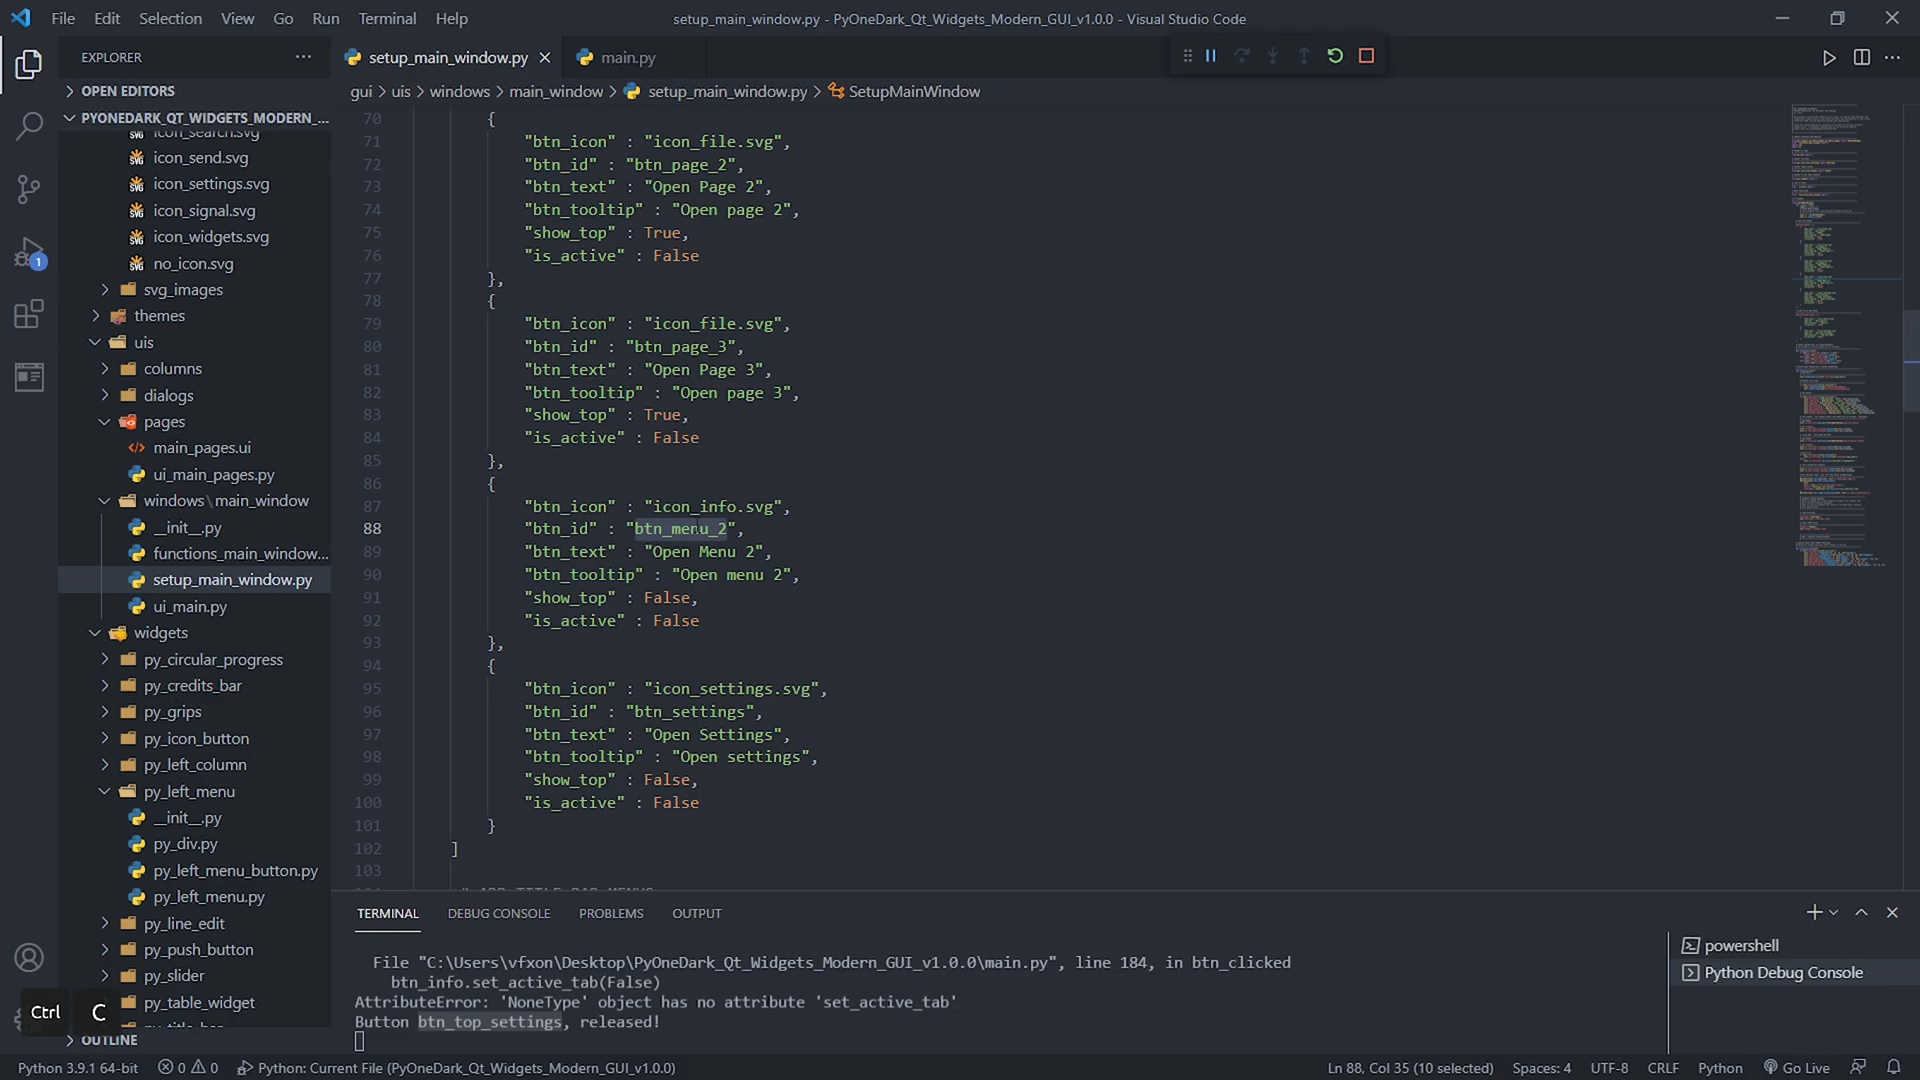 File Edit Selection View Go Run Terminal Help
setup_main_window.py - PyOneDark_Qt_Widgets_Modern_GUI_v1.0.0 - Visual Studio Code
EXPLORER
setup_main_window.py
main.py
OPEN EDITORS
gui > uis > windows > main_window > setup_main_window.py > SetupMainWindow
PYONEDARK_QT_WIDGETS_MODERN_...
icon_search.svg
icon_send.svg
icon_settings.svg
icon_signal.svg
icon_widgets.svg
no_icon.svg
svg_images
themes
uis
columns
dialogs
pages
main_pages.ui
ui_main_pages.py
windows\main_window
__init__.py
functions_main_window...
setup_main_window.py
ui_main.py
widgets
py_circular_progress
py_credits_bar
py_grips
py_icon_button
py_left_column
py_left_menu
__init__.py
py_div.py
py_left_menu_button.py
py_left_menu.py
py_line_edit
py_push_button
py_slider
py_table_widget
OUTLINE
1
Ctrl
C
70 {
71 "btn_icon" : "icon_file.svg",
72 "btn_id" : "btn_page_2",
73 "btn_text" : "Open Page 2",
74 "btn_tooltip" : "Open page 2",
75 "show_top" : True,
76 "is_active" : False
77 },
78 {
79 "btn_icon" : "icon_file.svg",
80 "btn_id" : "btn_page_3",
81 "btn_text" : "Open Page 3",
82 "btn_tooltip" : "Open page 3",
83 "show_top" : True,
84 "is_active" : False
85 },
86 {
87 "btn_icon" : "icon_info.svg",
88 "btn_id" : "btn_menu_2",
89 "btn_text" : "Open Menu 2",
90 "btn_tooltip" : "Open menu 2",
91 "show_top" : False,
92 "is_active" : False
93 },
94 {
95 "btn_icon" : "icon_settings.svg",
96 "btn_id" : "btn_settings",
97 "btn_text" : "Open Settings",
98 "btn_tooltip" : "Open settings",
99 "show_top" : False,
100 "is_active" : False
101 }
102 ]
103
TERMINAL DEBUG CONSOLE PROBLEMS OUTPUT
File "C:\Users\vfxon\Desktop\PyOneDark_Qt_Widgets_Modern_GUI_v1.0.0\main.py", line 184, in btn_clicked
btn_info.set_active_tab(False)
AttributeError: 'NoneType' object has no attribute 'set_active_tab'
Button btn_top_settings, released!
powershell
Python Debug Console
Python 3.9.1 64-bit 0 0 Python: Current File (PyOneDark_Qt_Widgets_Modern_GUI_v1.0.0)
Ln 88, Col 35 (10 selected) Spaces: 4 UTF-8 CRLF Python Go Live